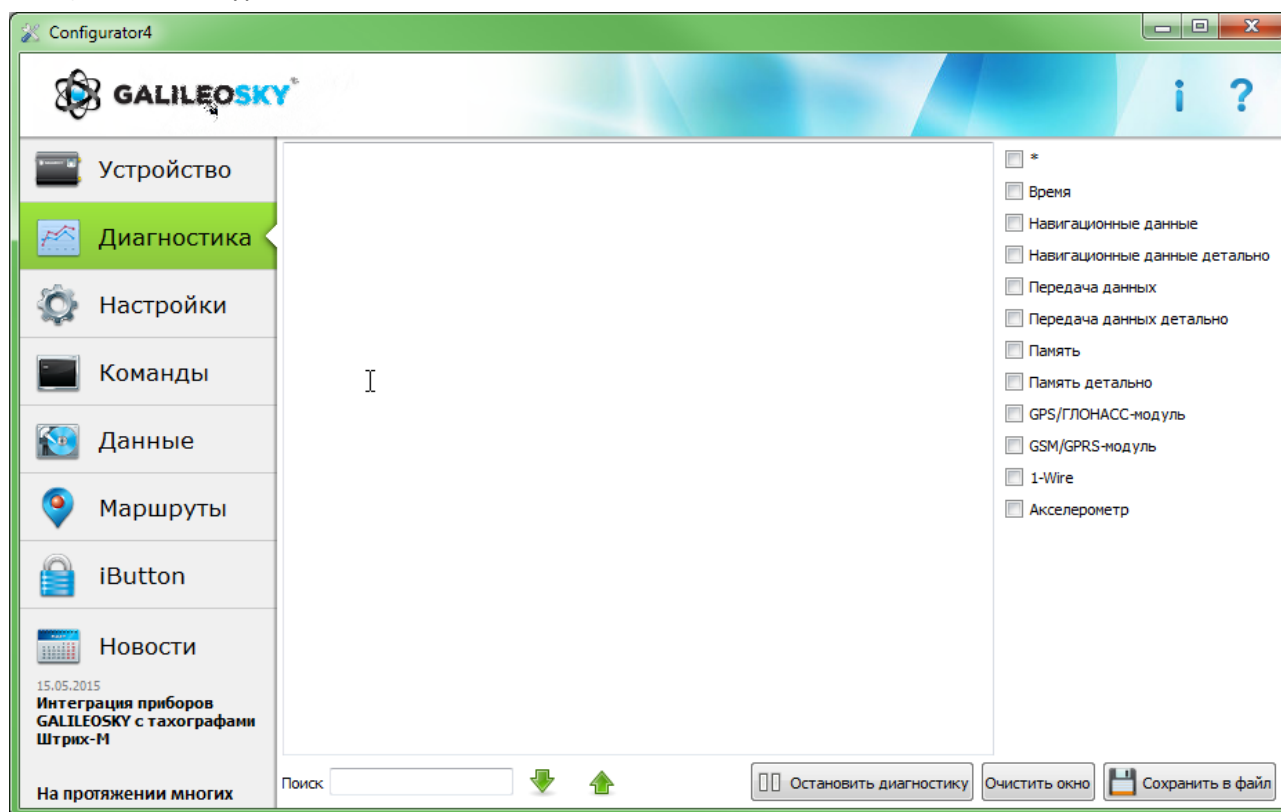 Configurator4
GALILEOSKY
i ?
Устройство
Диагностика
Настройки
Команды
Данные
Маршруты
iButton
Новости
15.05.2015
Интеграция приборов
GALILEOSKY с тахографами
Штрих-М
На протяжении многих
*
Время
Навигационные данные
Навигационные данные детально
Передача данных
Передача данных детально
Память
Память детально
GPS/ГЛОНАСС-модуль
GSM/GPRS-модуль
1-Wire
Акселерометр
Поиск
Остановить диагностику
Очистить окно
Сохранить в файл